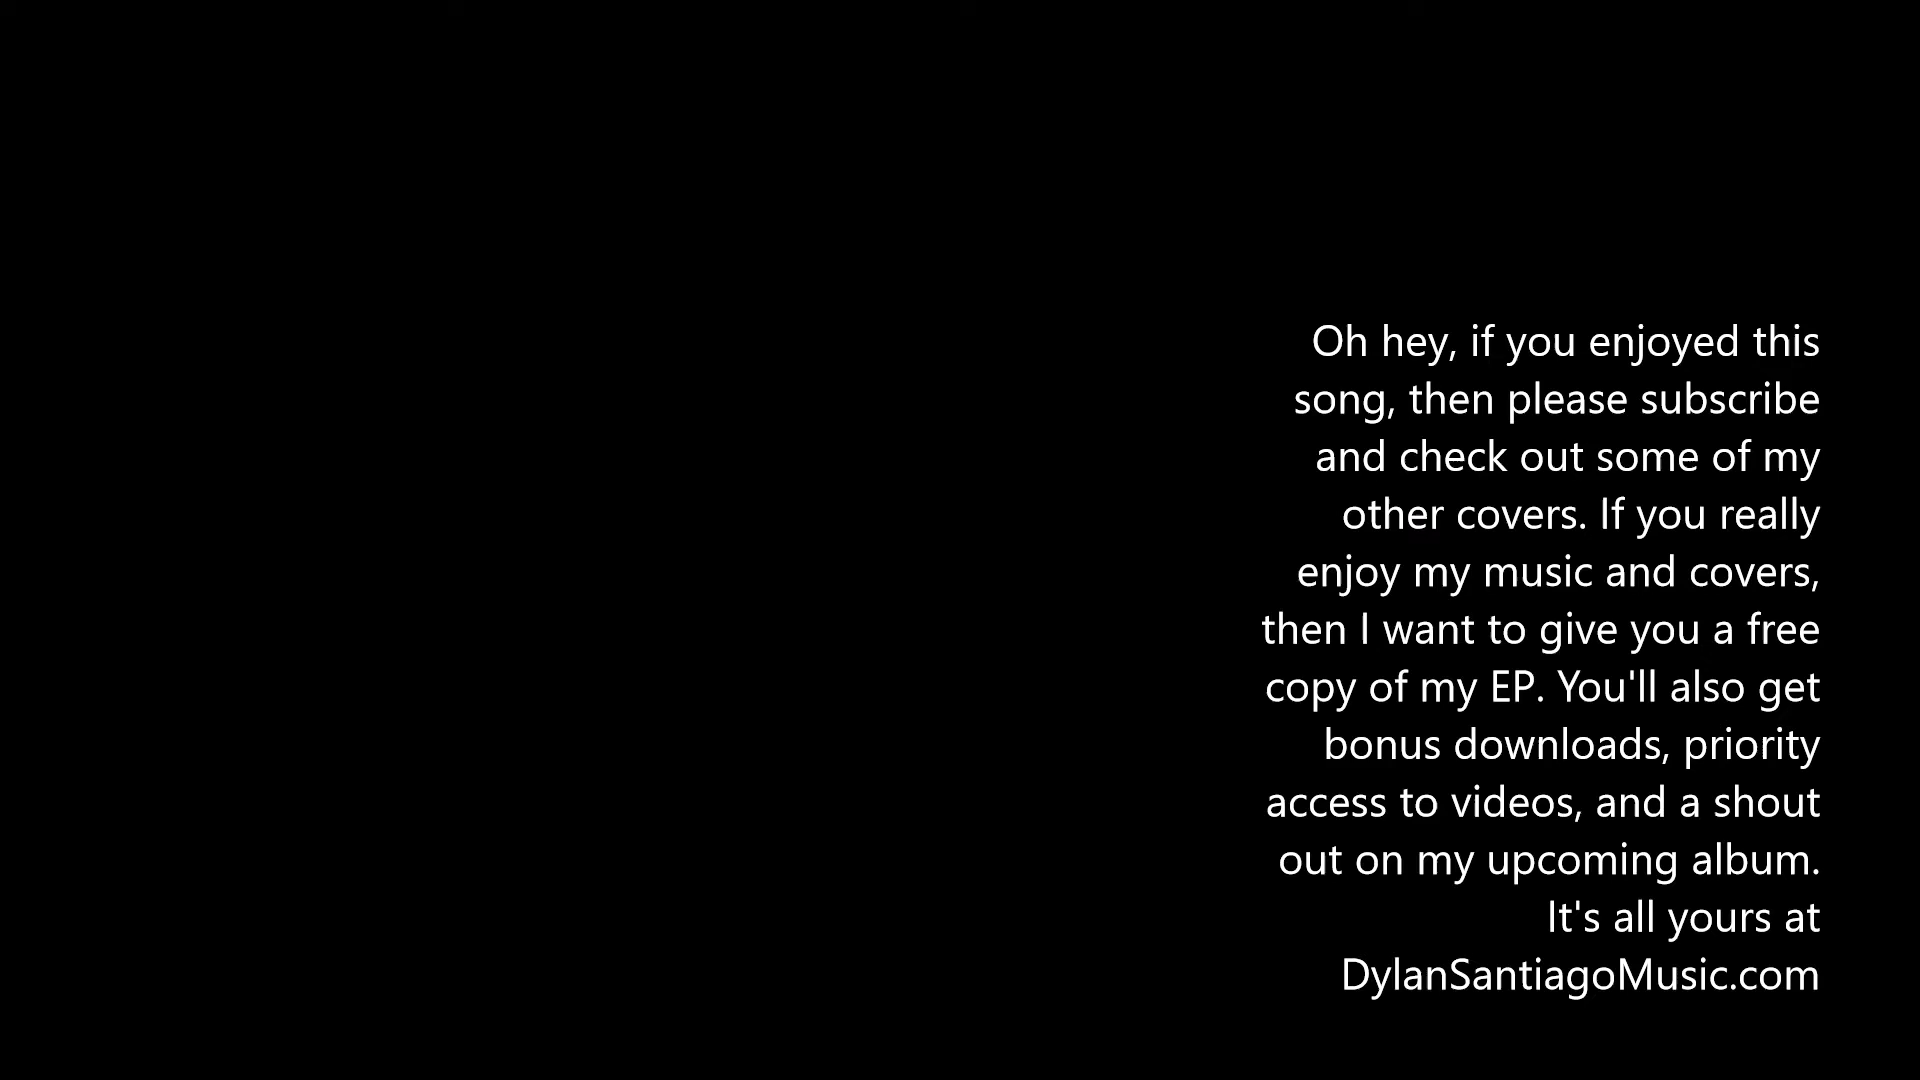 Oh hey, if you enjoyed this
song, then please subscribe
and check out some of my
other covers. If you really
enjoy my music and covers,
then I want to give you a free
copy of my EP. You'll also get
bonus downloads, priority
access to videos, and a shout
out on my upcoming album.
It's all yours at
DylanSantiagoMusic.com